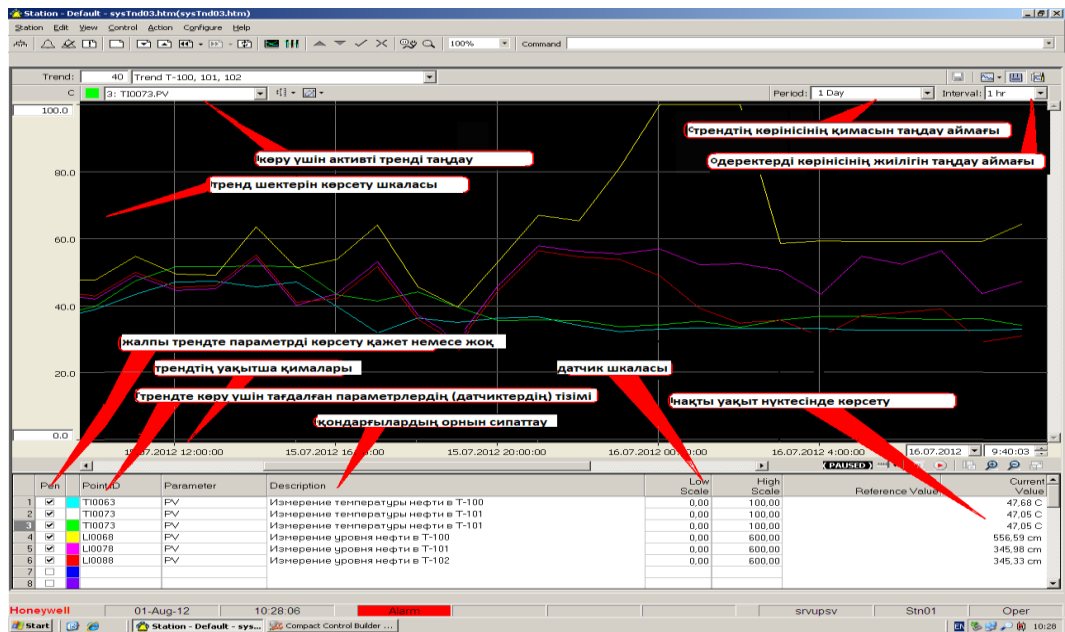 Station - Default - sysTnd03.htm(sysTnd03.htm)
Station Edit View Control Action Configure Help
100% Command
Trend: 40 Trend T-100, 101, 102
C 3: TI0073.PV Period: 1 Day Interval: 1 hr
100.0
трендтің көрінісінің қимасын таңдау аймағы
көру үшін активті тренді таңдау
деректерді көрінісінің жиілігін таңдау аймағы
80.0
тренд шектерін көрсету шкаласы
60.0
40.0
жалпы трендте параметрді көрсету қажет немесе жоқ
трендтің уақытша қималары
датчик шкаласы
20.0
трендте көру үшін тағдалған параметрлердің (датчиктердің) тізімі
нақты уақыт нүктесінде көрсету
қондарғылардың орнын сипаттау
0.0
15.07.2012 12:00:00 15.07.2012 16:00:00 15.07.2012 20:00:00 16.07.2012 00:00:00 16.07.2012 4:00:00 16.07.2012 9:40:03
(PAUSED)
Pen Point ID Parameter Description Low Scale High Scale Reference Value Current Value
1 TI0063 PV Измерение температуры нефти в Т-100 0,00 100,00 47,68 C
2 TI0073 PV Измерение температуры нефти в Т-101 0,00 100,00 47,05 C
3 TI0073 PV Измерение температуры нефти в Т-101 0,00 100,00 47,05 C
4 LI0068 PV Измерение уровня нефти в Т-100 0,00 600,00 556,59 cm
5 LI0078 PV Измерение уровня нефти в Т-101 0,00 600,00 345,98 cm
6 LI0088 PV Измерение уровня нефти в Т-102 0,00 600,00 345,33 cm
7
8
Honeywell 01-Aug-12 10:28:06 Alarm srvupsv Stn01 Oper
Start Station - Default - sys... Compact Control Builder ... EN 10:28